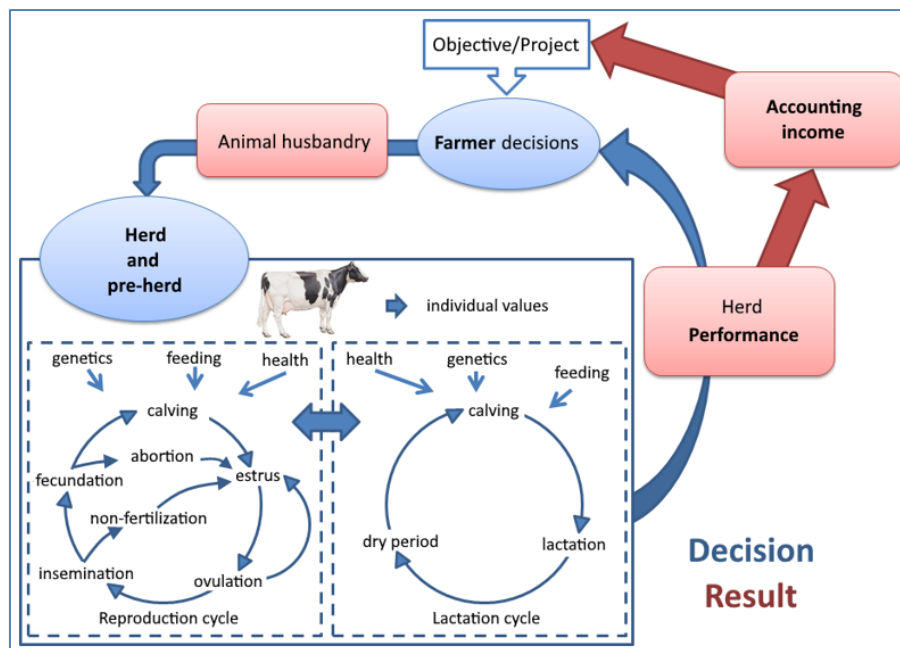 Objective/Project
Accounting
income
Animal husbandry
Farmer decisions
Herd
and
pre-herd
individual values
Herd
Performance
genetics
feeding
health
calving
abortion
fecundation
estrus
non-fertilization
insemination
ovulation
Reproduction cycle
health
genetics
feeding
calving
dry period
lactation
Lactation cycle
Decision
Result